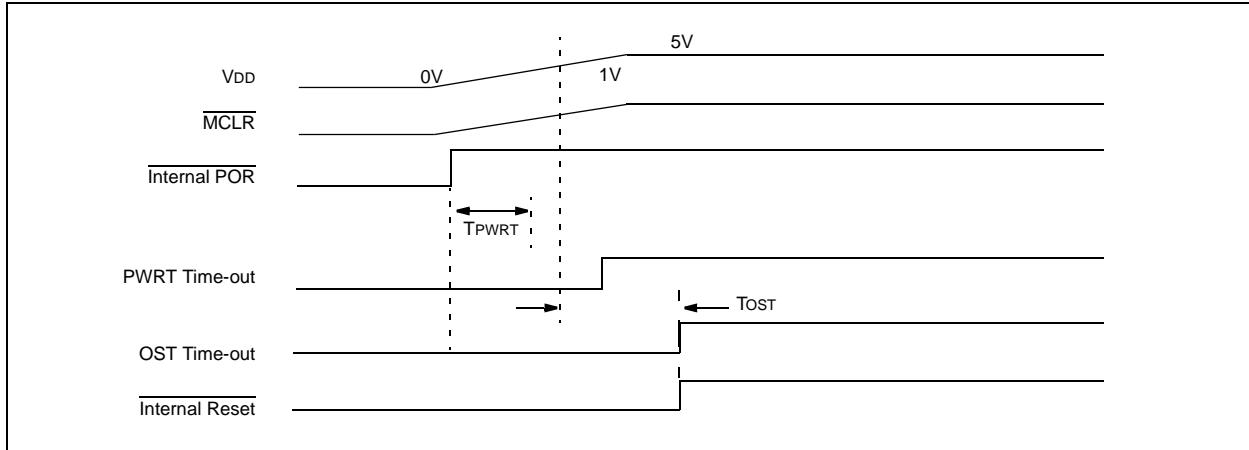 5V
VDD 0V 1V
MCLR
Internal POR
TPWRT
PWRT Time-out
TOST
OST Time-out
Internal Reset